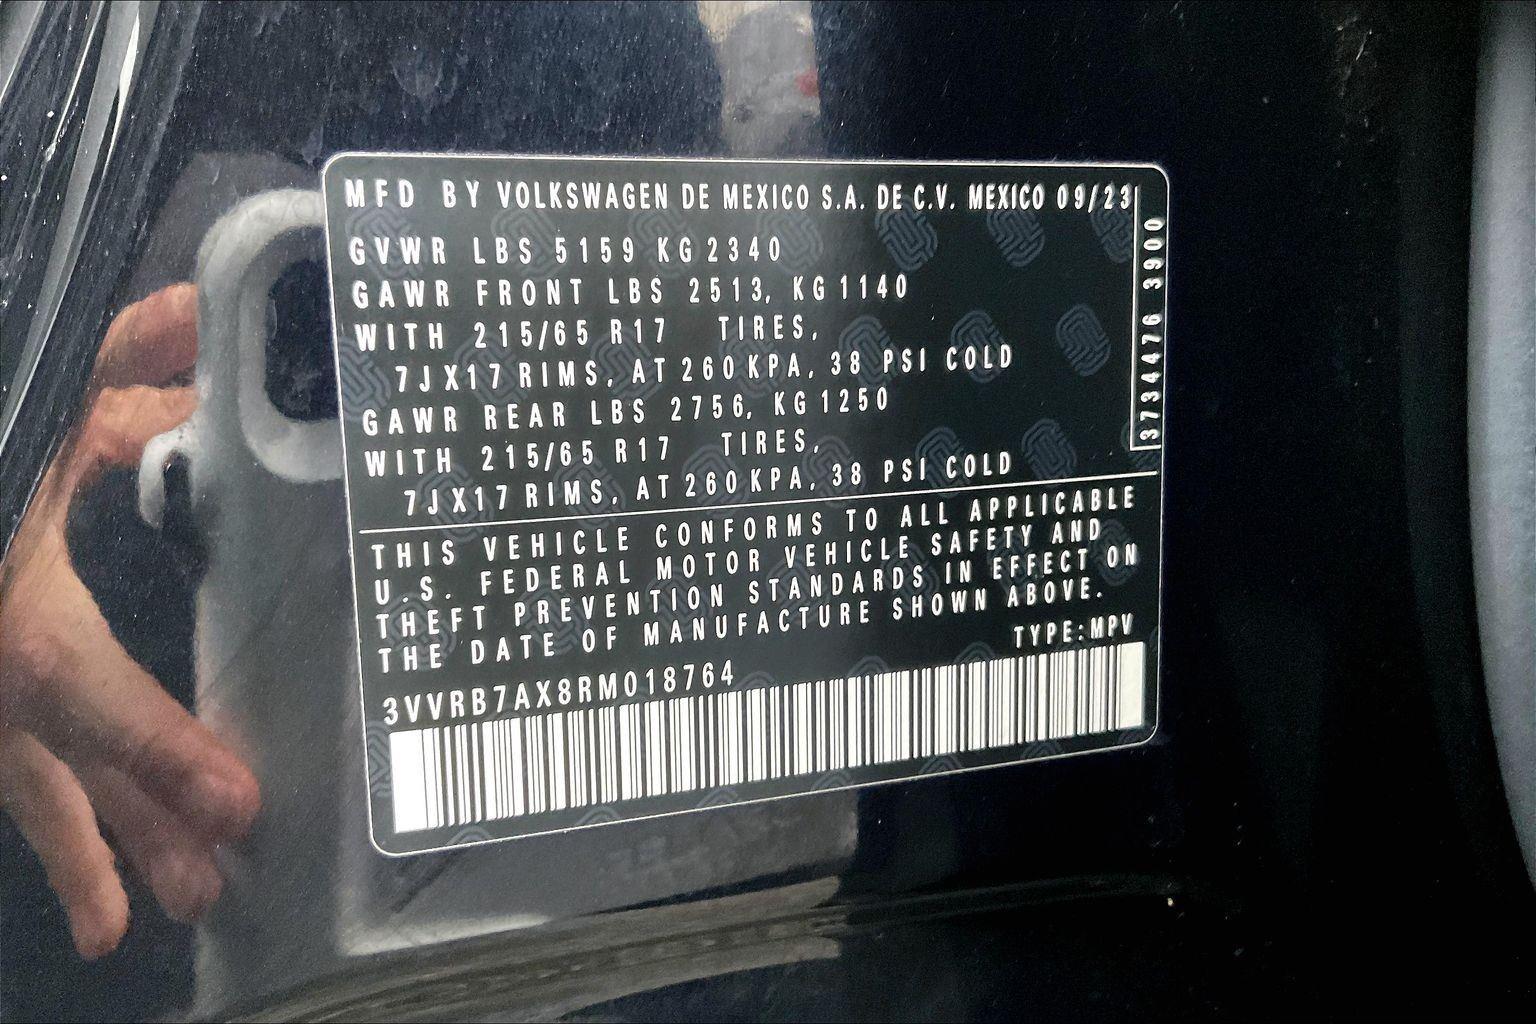 MFD BY VOLKSWAGEN DE MEXICO S.A. DE C.V. MEXICO 09/23
GVWR LBS 5159 KG 2340
GAWR FRONT LBS 2513, KG 1140
WITH 215/65 R17 TIRES,
7JX17 RIMS, AT 260 KPA, 38 PSI COLD
GAWR REAR LBS 2756, KG 1250
WITH 215/65 R17 TIRES,
7JX17 RIMS, AT 260 KPA, 38 PSI COLD
3734476 3900
THIS VEHICLE CONFORMS TO ALL APPLICABLE
U.S. FEDERAL MOTOR VEHICLE SAFETY AND
THEFT PREVENTION STANDARDS IN EFFECT ON
THE DATE OF MANUFACTURE SHOWN ABOVE.
TYPE:MPV
3VVRB7AX8RM018764